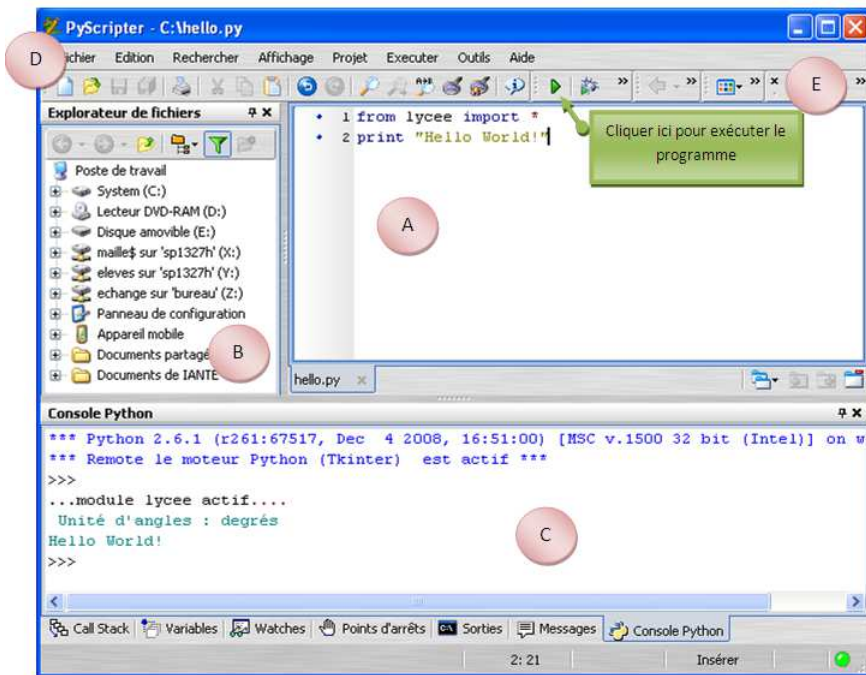 PyScripter - C:\hello.py
D
ichier Edition Rechercher Affichage Projet Executer Outils Aide
E
Explorateur de fichiers
Poste de travail
System (C:)
Lecteur DVD-RAM (D:)
Disque amovible (E:)
maille$ sur 'sp1327h' (X:)
eleves sur 'sp1327h' (Y:)
echange sur 'bureau' (Z:)
Panneau de configuration
Appareil mobile
Documents partagé
Documents de IANTE
B
1 from lycee import *
2 print "Hello World!"
Cliquer ici pour exécuter le
programme
A
hello.py
Console Python
*** Python 2.6.1 (r261:67517, Dec 4 2008, 16:51:00) [MSC v.1500 32 bit (Intel)] on w
*** Remote le moteur Python (Tkinter) est actif ***
>>>
...module lycee actif....
Unité d'angles : degrés
Hello World!
>>>
C
Call Stack Variables Watches Points d'arrêts Sorties Messages Console Python
2: 21 Insérer